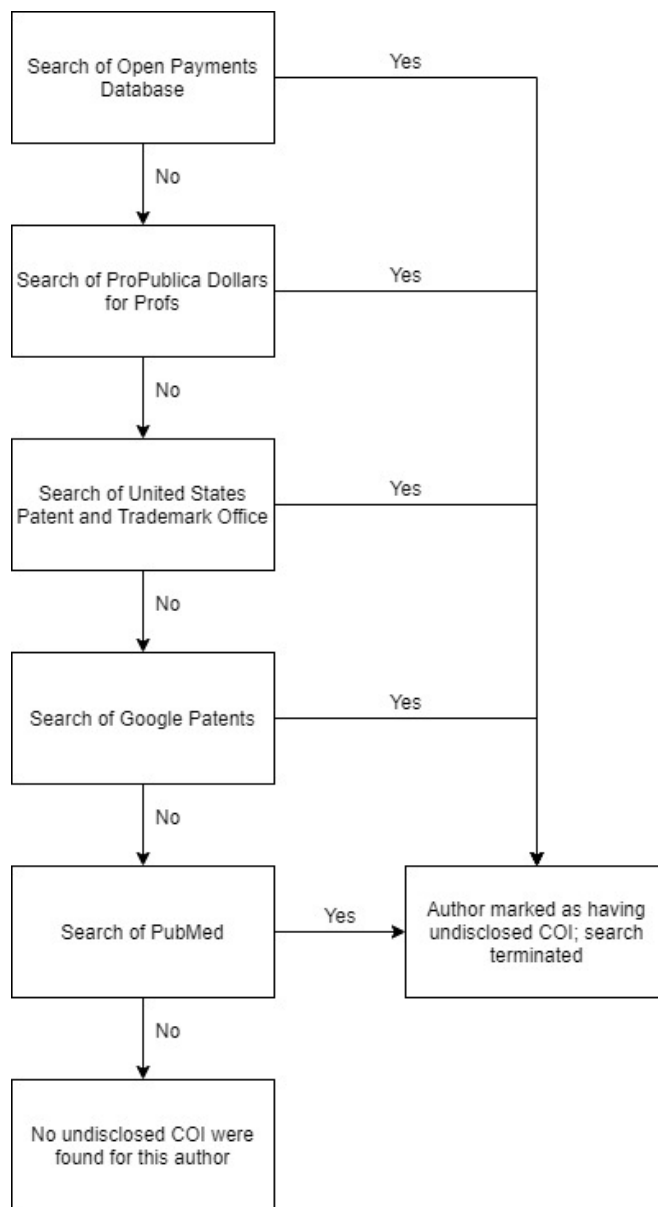 Search of Open Payments
Database
Yes
No
Search of ProPublica Dollars
for Profs
Yes
No
Search of United States
Patent and Trademark Office
Yes
No
Search of Google Patents
Yes
No
Search of PubMed
Yes
Author marked as having
undisclosed COI; search
terminated
No
No undisclosed COI were
found for this author